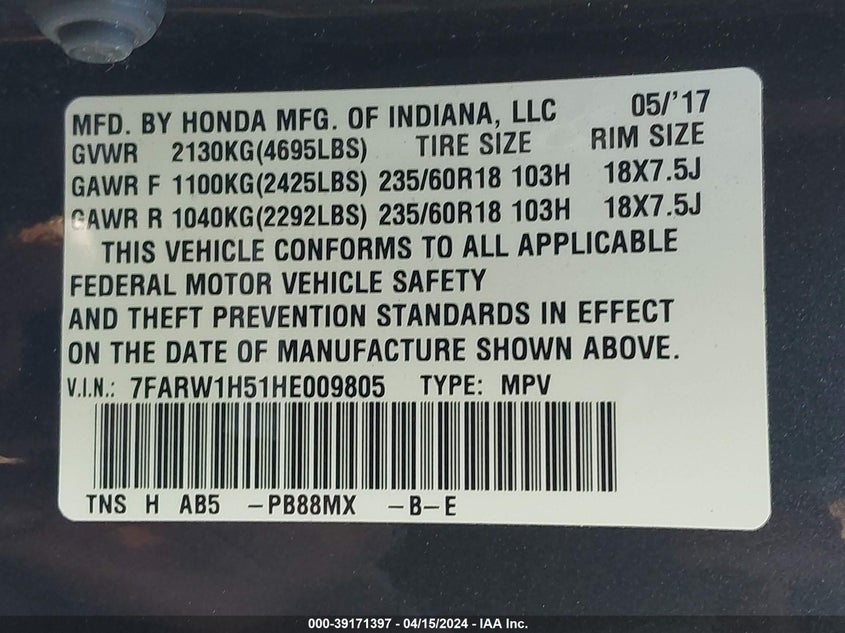 MFD. BY HONDA MFG. OF INDIANA, LLC 05/'17
GVWR 2130KG(4695LBS) TIRE SIZE RIM SIZE
GAWR F 1100KG(2425LBS) 235/60R18 103H 18X7.5J
GAWR R 1040KG(2292LBS) 235/60R18 103H 18X7.5J
THIS VEHICLE CONFORMS TO ALL APPLICABLE
FEDERAL MOTOR VEHICLE SAFETY
AND THEFT PREVENTION STANDARDS IN EFFECT
ON THE DATE OF MANUFACTURE SHOWN ABOVE.
V.I.N.: 7FARW1H51HE009805 TYPE: MPV
TNS H AB5 -PB88MX -B-E
000-39171397 - 04/15/2024 - IAA Inc.